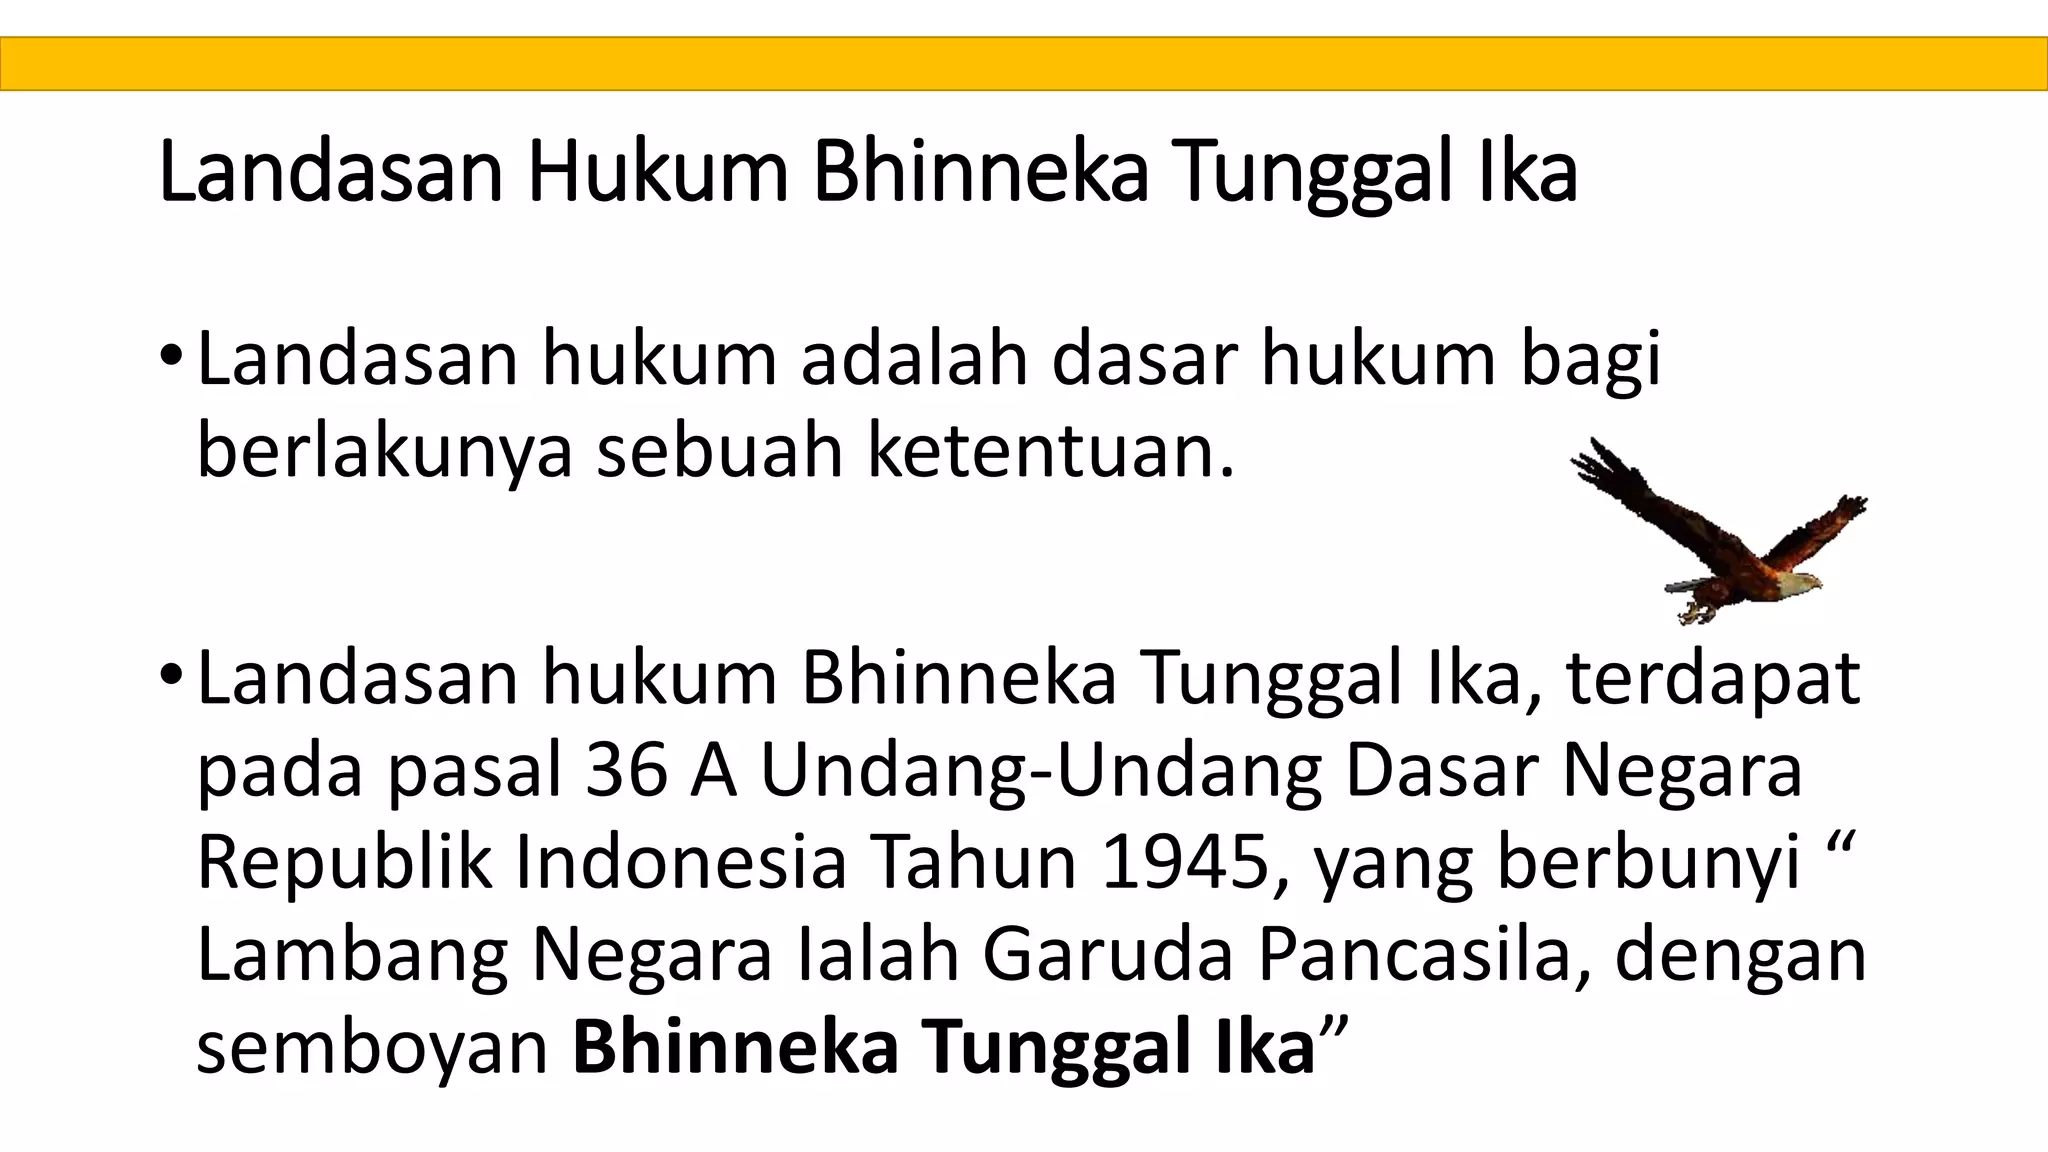 Landasan Hukum Bhinneka Tunggal Ika
•Landasan hukum adalah dasar hukum bagi
berlakunya sebuah ketentuan.
•Landasan hukum Bhinneka Tunggal Ika, terdapat
pada pasal 36 A Undang-Undang Dasar Negara
Republik Indonesia Tahun 1945, yang berbunyi “
Lambang Negara Ialah Garuda Pancasila, dengan
semboyan Bhinneka Tunggal Ika”